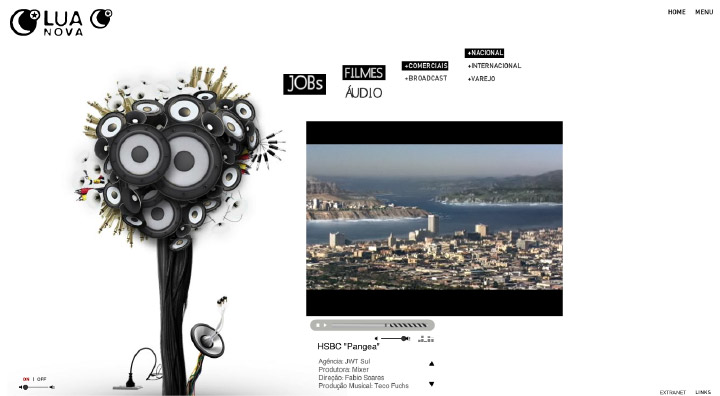 LUA
NOVA
HOME MENU
JOBs
FILMES
ÁUDIO
+COMERCIAIS
+BROADCAST
+NACIONAL
+INTERNACIONAL
+VAREJO
HSBC "Pangea"
Agência: JWT Sul
Produtora: Mixer
Direção: Fabio Soares
Produção Musical: Teco Fuchs
ON | OFF
EXTRANET LINKS